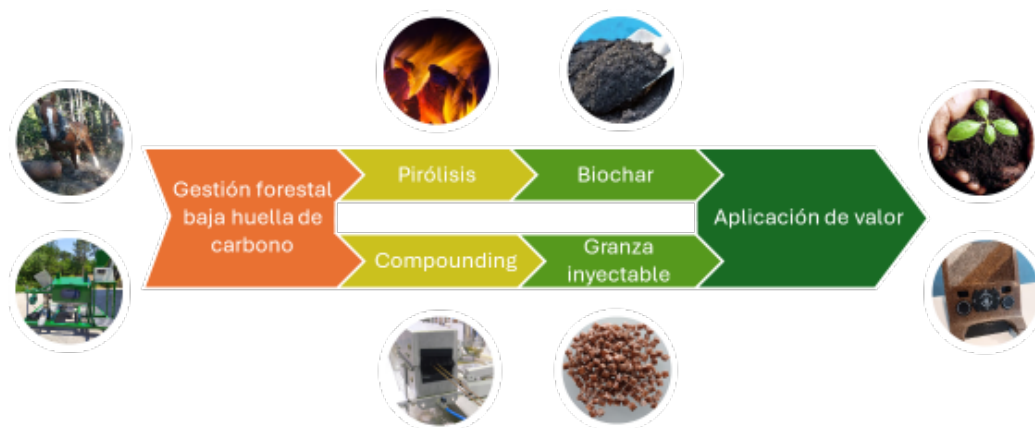 Gestión forestal
baja huella de
carbono
Pirólisis
Biochar
Aplicación de valor
Compounding
Granza
inyectable